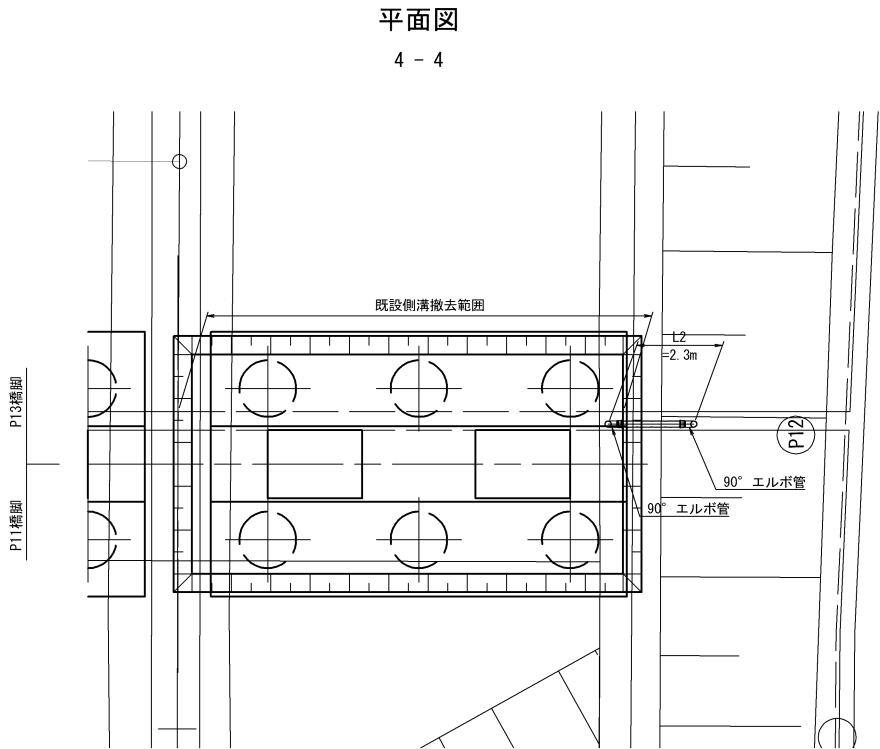 平面図
4 - 4
既設側溝撤去範囲
L2
=2.3m
P13橋脚
P12
90° エルボ管
90° エルボ管
P11橋脚